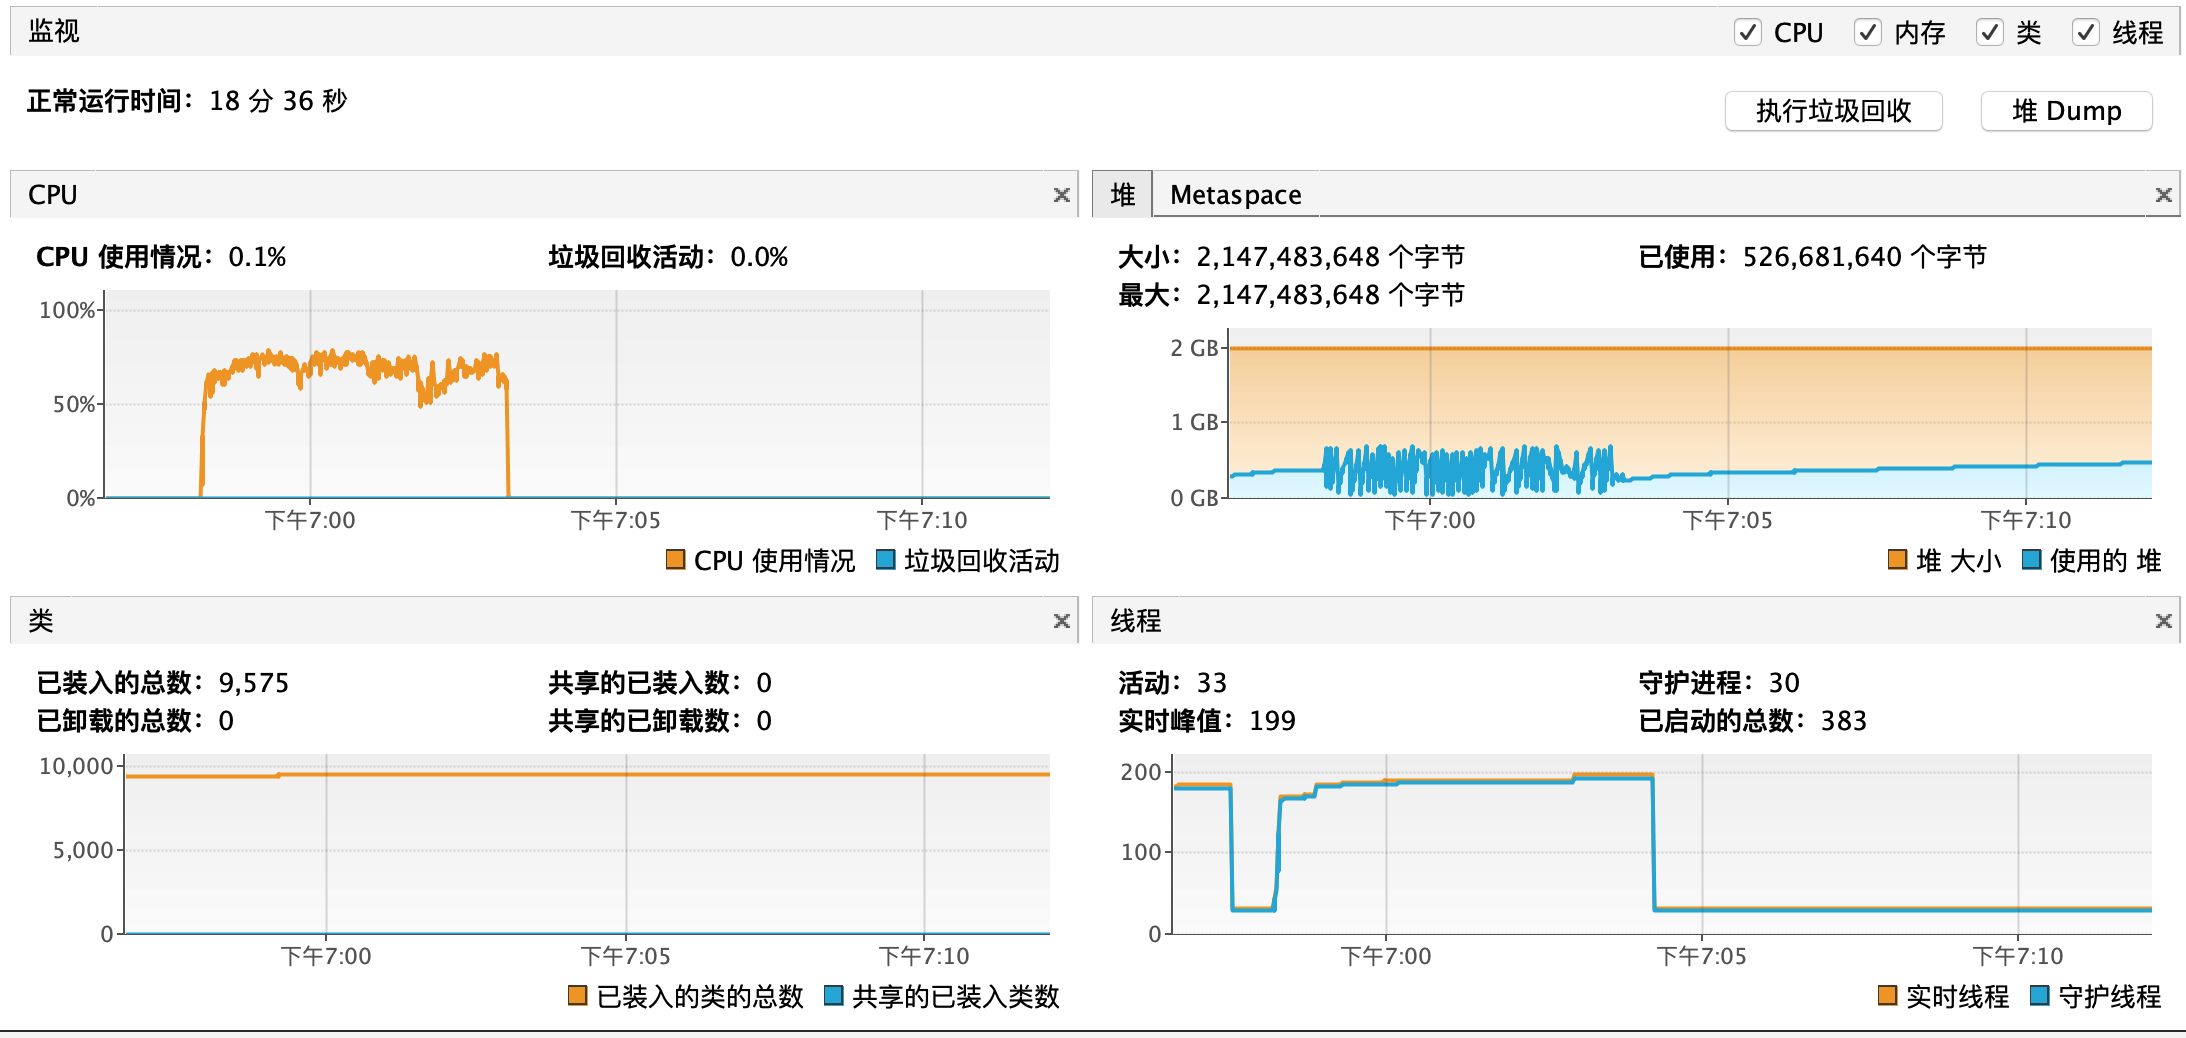 监视
CPU 内存 类 线程
正常运行时间：18 分 36 秒
执行垃圾回收 堆 Dump
CPU
CPU 使用情况：0.1% 垃圾回收活动：0.0%
100%
50%
0%
下午7:00 下午7:05 下午7:10
CPU 使用情况 垃圾回收活动
堆 Metaspace
大小：2,147,483,648 个字节 已使用：526,681,640 个字节
最大：2,147,483,648 个字节
2 GB
1 GB
0 GB
下午7:00 下午7:05 下午7:10
堆 大小 使用的 堆
类
已装入的总数：9,575 共享的已装入数：0
已卸载的总数：0 共享的已卸载数：0
10,000
5,000
0
下午7:00 下午7:05 下午7:10
已装入的类的总数 共享的已装入类数
线程
活动：33 守护进程：30
实时峰值：199 已启动的总数：383
200
100
0
下午7:00 下午7:05 下午7:10
实时线程 守护线程